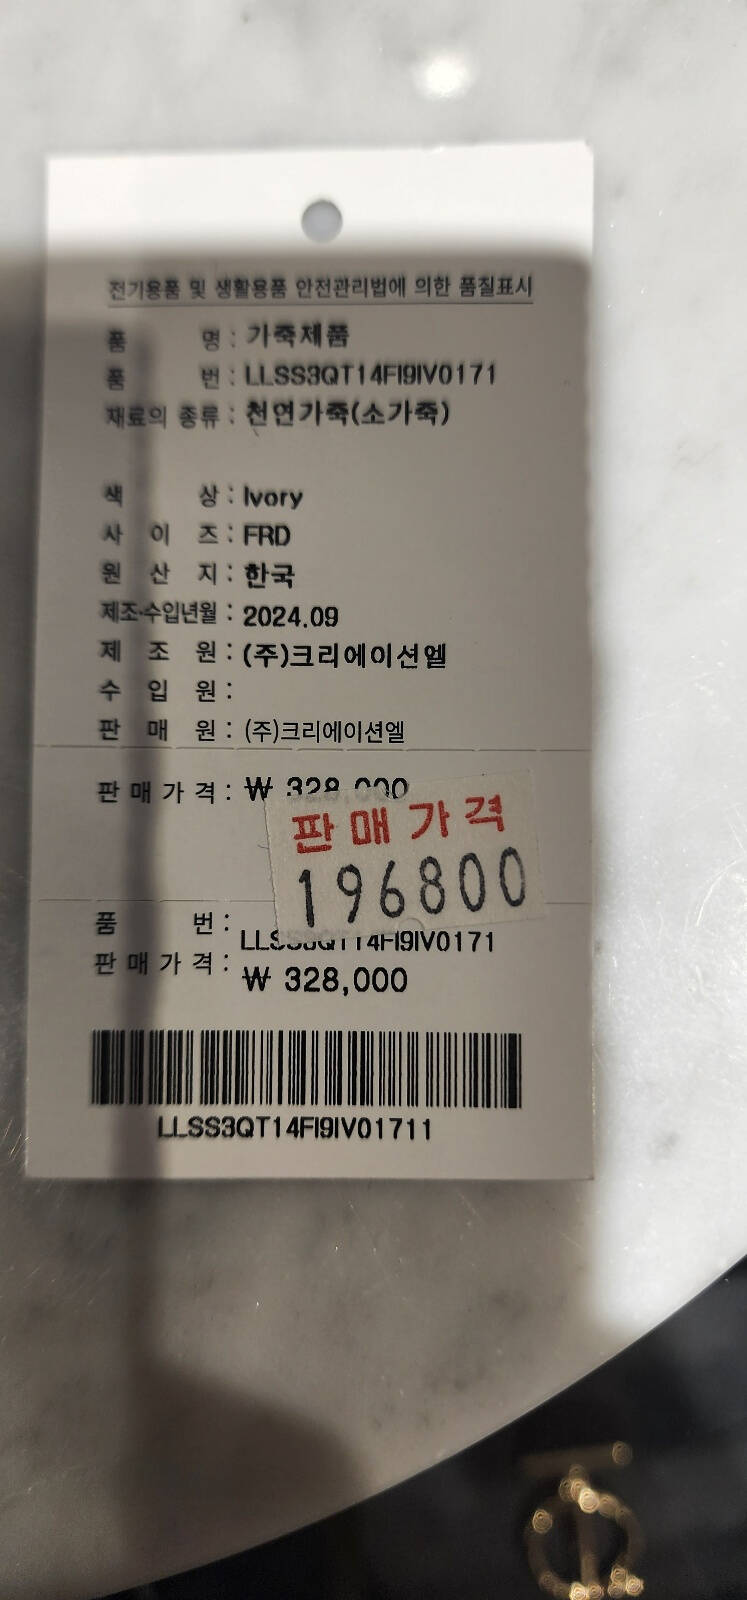 전기용품 및 생활용품 안전관리법에 의한 품질표시
품 명 : 가죽제품
품 번 : LLSS3QT14FI9IV0171
재료의 종류 : 천연가죽(소가죽)
색 상 : Ivory
사 이 즈 : FRD
원 산 지 : 한국
제조·수입년월 : 2024.09
제 조 원 : (주)크리에이션엘
수 입 원 :
판 매 원 : (주)크리에이션엘
판 매 가 격 : ₩ 328,000
판매가격
196800
품 번 : LLSS3QT14FI9IV0171
판 매 가 격 : ₩ 328,000
LLSS3QT14FI9IV01711